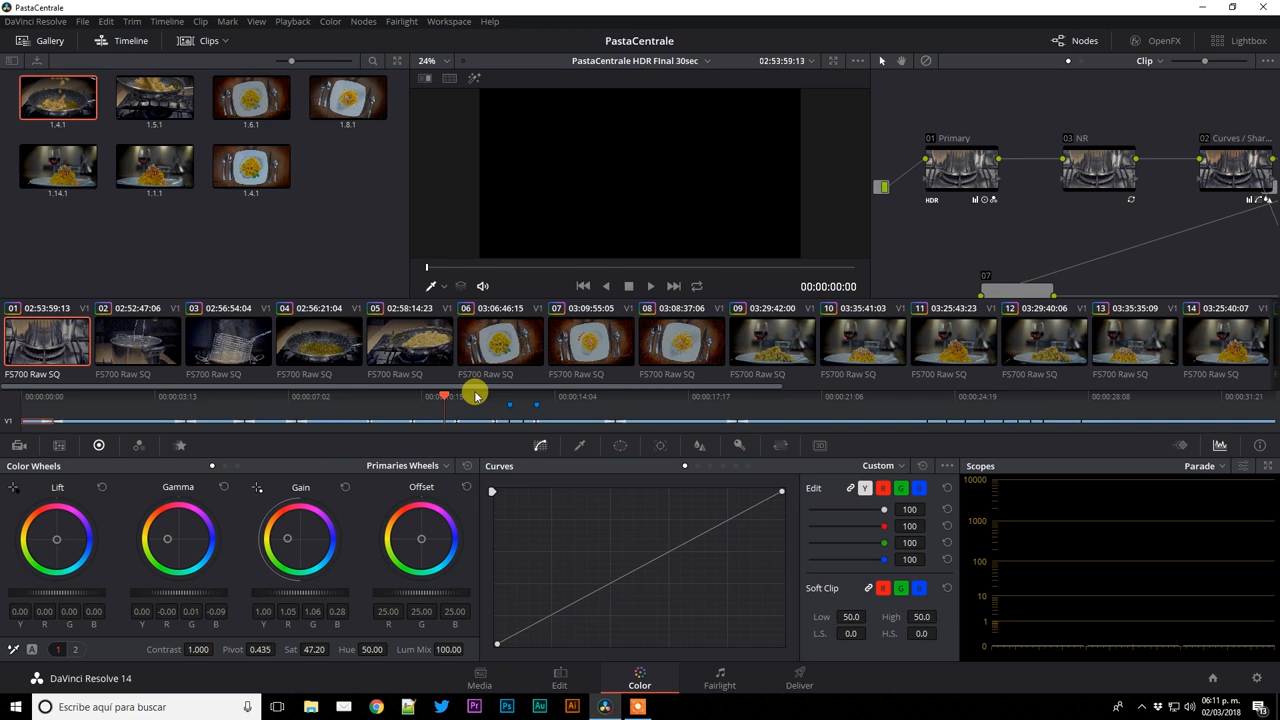 PastaCentrale
DaVinci Resolve File Edit Trim Timeline Clip Mark View Playback Color Nodes Fairlight Workspace Help
Gallery Timeline Clips PastaCentrale Nodes OpenFX Lightbox
24% PastaCentrale HDR FInal 30sec 02:53:59:13 Clip
1.4.1 1.5.1 1.6.1 1.8.1
1.14.1 1.1.1 1.4.1
01 Primary 03 NR 02 Curves / Shar...
HDR
07
00:00:00:00
01 02:53:59:13 V1 02 02:52:47:06 V1 03 02:56:54:04 V1 04 02:56:21:04 V1 05 02:58:14:23 V1 06 03:06:46:15 V1 07 03:09:55:05 V1 08 03:08:37:06 V1 09 03:29:42:00 V1 10 03:35:41:03 V1 11 03:25:43:23 V1 12 03:29:40:06 V1 13 03:35:35:09 V1 14 03:25:40:07 V1
FS700 Raw SQ FS700 Raw SQ FS700 Raw SQ FS700 Raw SQ FS700 Raw SQ FS700 Raw SQ FS700 Raw SQ FS700 Raw SQ FS700 Raw SQ FS700 Raw SQ FS700 Raw SQ FS700 Raw SQ FS700 Raw SQ FS700 Raw SQ
00:00:00:00 00:00:03:13 00:00:07:02 00:00:14:04 00:00:17:17 00:00:21:06 00:00:24:19 00:00:28:08 00:00:31:21
V1
Color Wheels Primaries Wheels Curves Custom Scopes Parade
Lift Gamma Gain Offset
Edit Y R G B
100
100
100
100
Soft Clip R G B
Low 50.0 High 50.0
L.S. 0.0 H.S. 0.0
10000
1000
100
10
1
0
0.00 0.00 0.00 0.00 0.00 -0.00 0.01 -0.09 1.00 1.00 1.06 0.28 25.00 25.00 25.00
Y R G B Y R G B Y R G B R G B
A 1 2 Contrast 1.000 Pivot 0.435 Sat 47.20 Hue 50.00 Lum Mix 100.00
DaVinci Resolve 14 Media Edit Color Fairlight Deliver
Escribe aquí para buscar
Pr Ps Au Ai
06:11 p.m.
02/03/2018